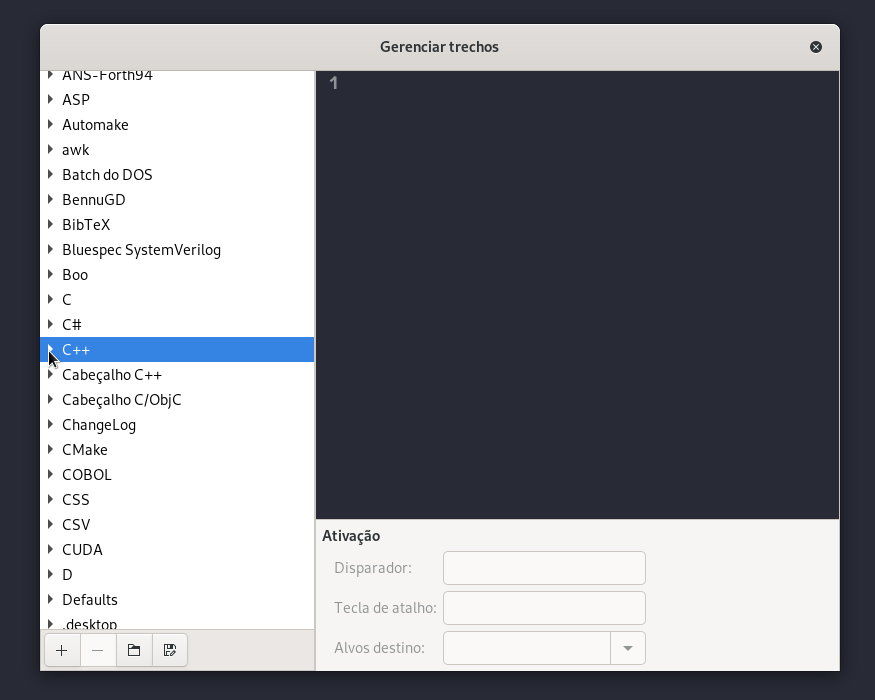 Gerenciar trechos
ANS-Forth94
ASP
Automake
awk
Batch do DOS
BennuGD
BibTeX
Bluespec SystemVerilog
Boo
C
C#
C++
Cabeçalho C++
Cabeçalho C/ObjC
ChangeLog
CMake
COBOL
CSS
CSV
CUDA
D
Defaults
.desktop
1
Ativação
Disparador:
Tecla de atalho:
Alvos destino: